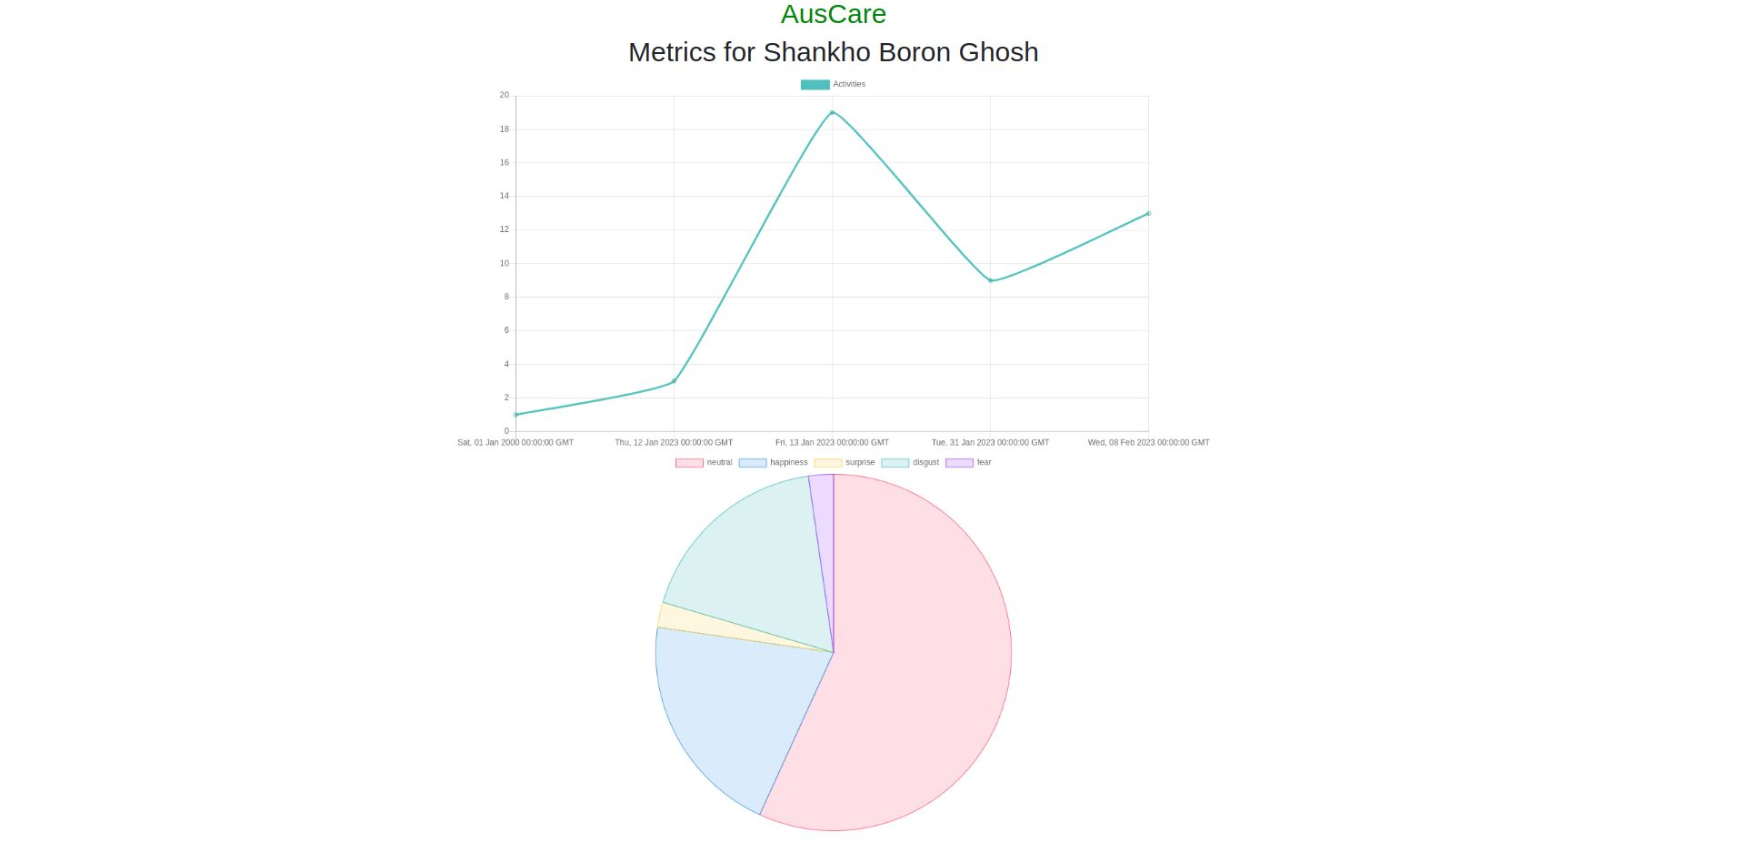 AusCare
Metrics for Shankho Boron Ghosh
Activities
20
18
16
14
12
10
8
6
4
2
0
Sat, 01 Jan 2000 00:00:00 GMT Thu, 12 Jan 2023 00:00:00 GMT Fri, 13 Jan 2023 00:00:00 GMT Tue, 31 Jan 2023 00:00:00 GMT Wed, 08 Feb 2023 00:00:00 GMT
neutral happiness surprise disgust fear